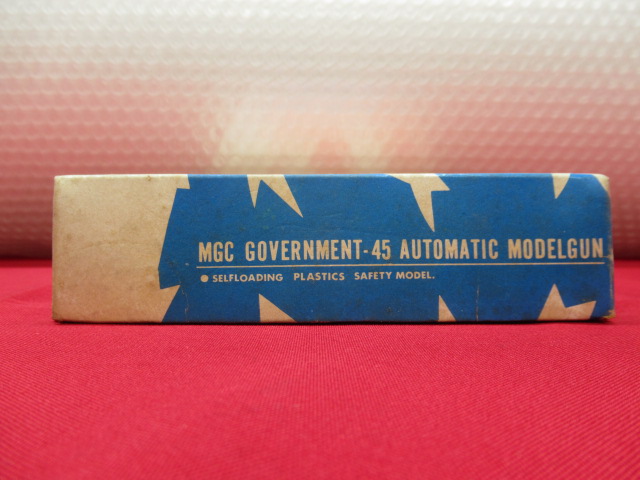 MGC GOVERNMENT-45 AUTOMATIC MODELGUN
● SELFLOADING PLASTICS SAFETY MODEL.